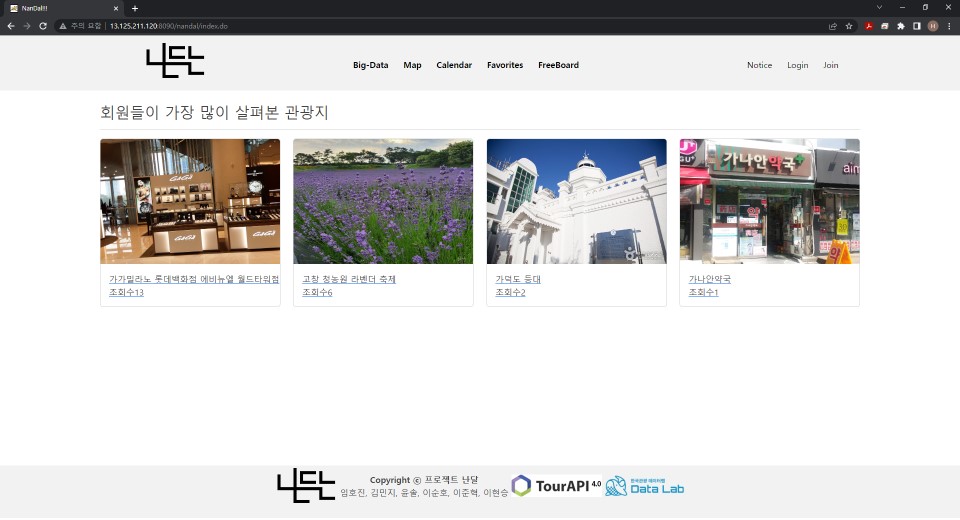 NanDal!!!
주의 요함 | 13.125.211.120:8090/nandal/index.do
H
난달
Big-Data Map Calendar Favorites FreeBoard
Notice Login Join
회원들이 가장 많이 살펴본 관광지
GaGà
GaGà
GaGà
가나안약국
가가밀라노 롯데백화점 에비뉴엘 월드타워점
조회수13
고창 청농원 라벤더 축제
조회수6
가덕도 등대
조회수2
가나안약국
조회수1
난달
Copyright ⓒ 프로젝트 난달
임호진, 김민지, 윤솔, 이순호, 이준혁, 이현승
TourAPI 4.0
한국관광 데이터랩
Data Lab